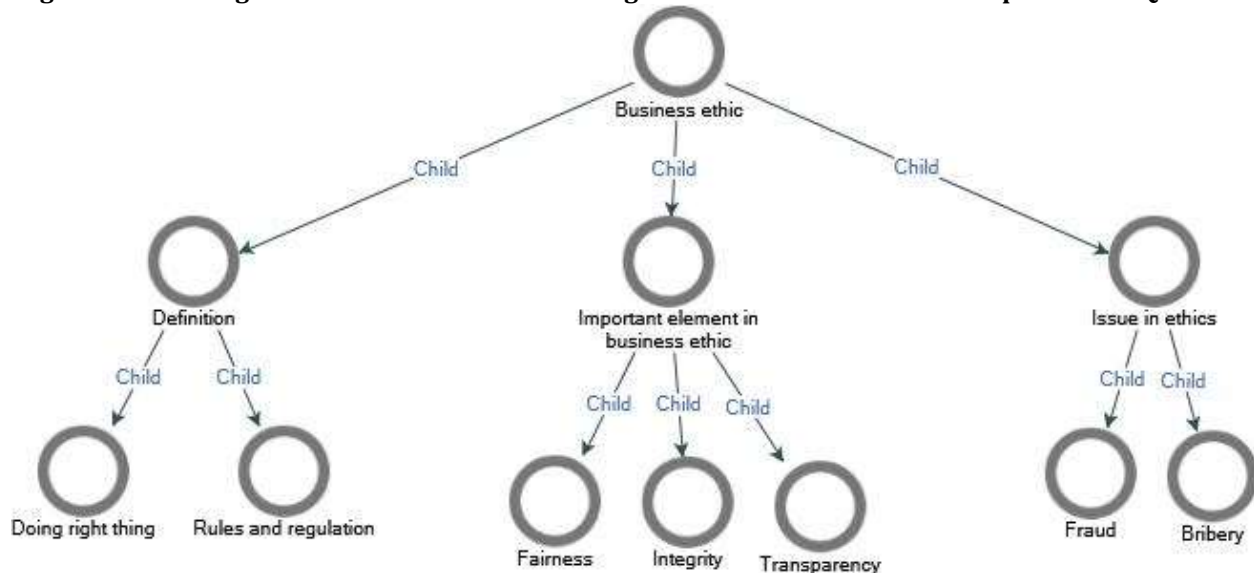 Business ethic
Child Child Child
Definition
Important element in
business ethic
Issue in ethics
Child Child Child Child Child Child Child
Doing right thing
Rules and regulation
Fairness
Integrity
Transparency
Fraud
Bribery